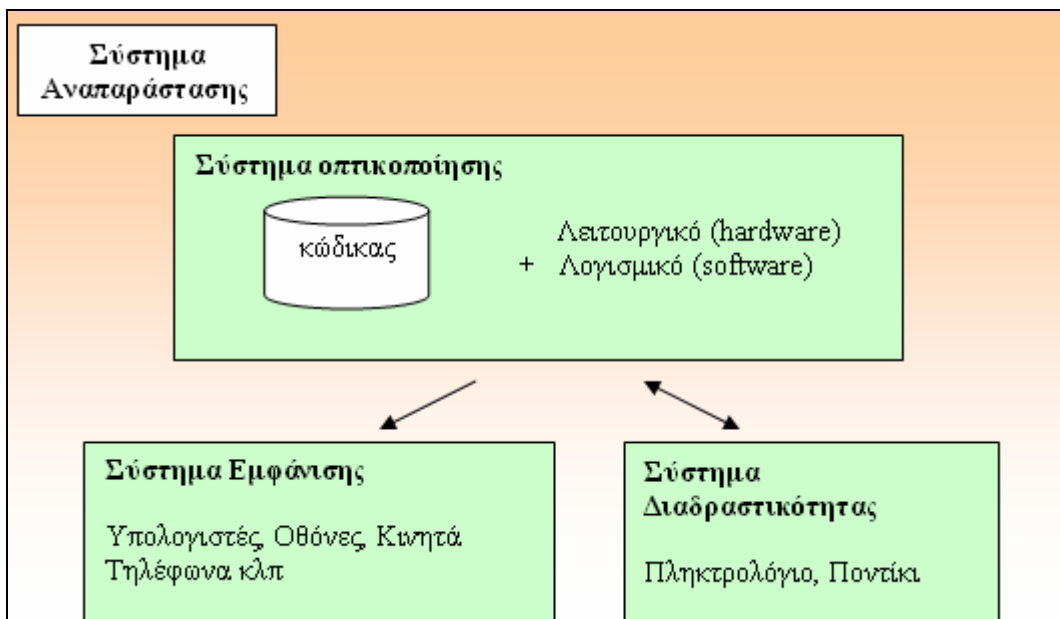 Σύστημα
Αναπαράστασης
Σύστημα οπτικοποίησης
κώδικας
Λειτουργικό (hardware)
+ Λογισμικό (software)
Σύστημα Εμφάνισης
Υπολογιστές, Οθόνες, Κινητά
Τηλέφωνα κλπ
Σύστημα
Διαδραστικότητας
Πληκτρολόγιο, Ποντίκι